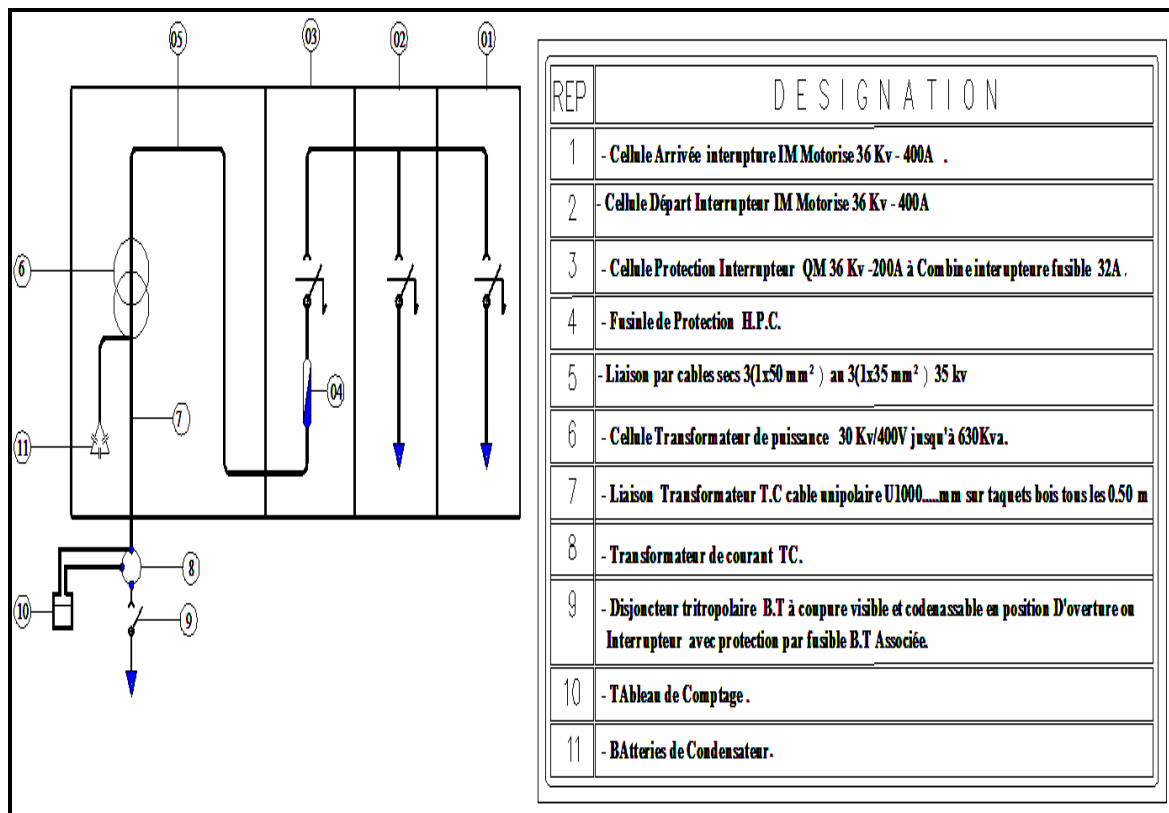 05
03
02
01
6
04
7
11
8
10
9
REP DESIGNATION
1 - Cellule Arrivée interupture IM Motorise 36 Kv - 400A .
2 - Cellule Départ Interrupteur IM Motorise 36 Kv - 400A
3 - Cellule Protection Interrupteur QM 36 Kv -200A à Combine interupteure fusible 32A .
4 - Fusinle de Protection H.P.C.
5 - Liaison par cables secs 3(1x50 mm² ) au 3(1x35 mm² ) 35 kv
6 - Cellule Transformateur de puissance 30 Kv/400V jusqu'à 630Kva.
7 - Liaison Transformateur T.C cable unipolaire U1000.....mm sur taquets bois tous les 0.50 m
8 - Transformateur de courant TC.
9 - Disjoncteur tritropolaire B.T à coupure visible et codenassable en position D'overture ou
Interrupteur avec protection par fusible B.T Associée.
10 - TAbleau de Comptage .
11 - BAtteries de Condensateur.